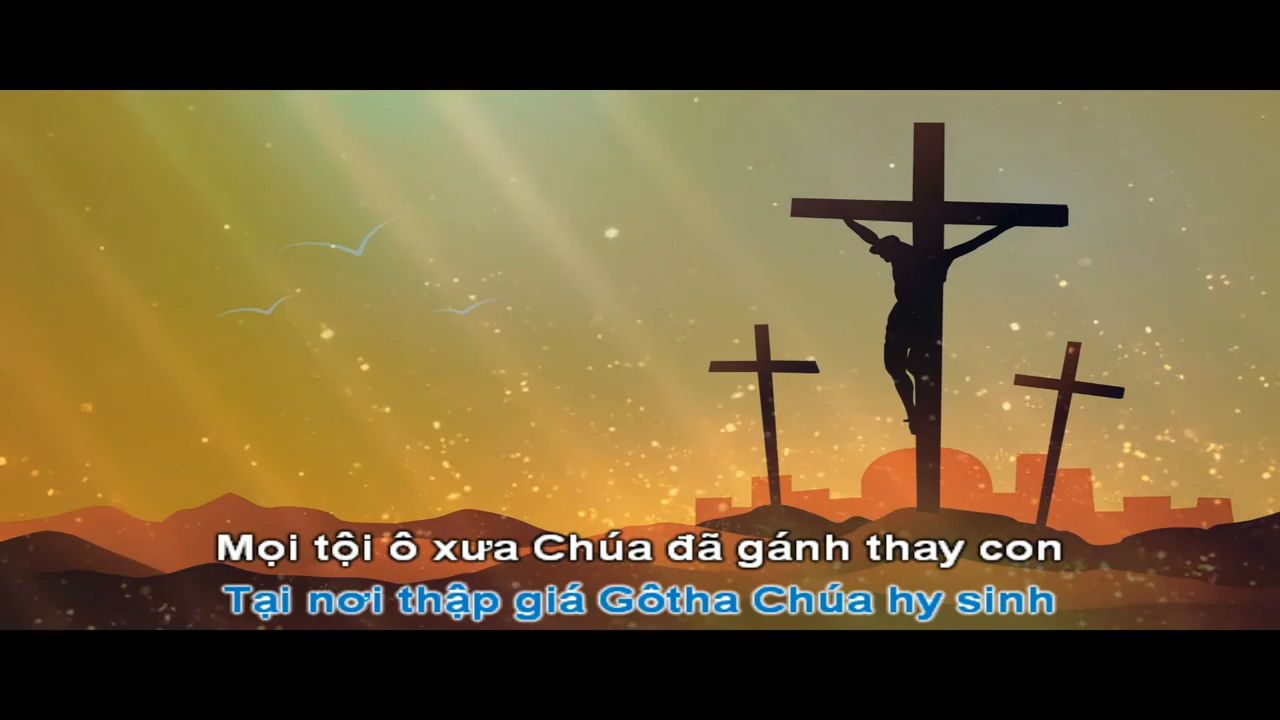 Mọi tội ô xưa Chúa đã gánh thay con
Tại nơi thập giá Gôtha Chúa hy sinh